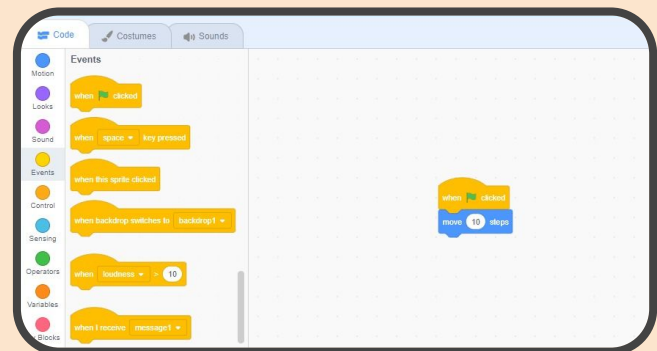 Code
Costumes
Sounds
Events
Motion
Looks
Sound
Events
Control
Sensing
Operators
Variables
Blocks
when clicked
when space key pressed
when this sprite clicked
when backdrop switches to backdrop1
when loudness > 10
when I receive message1
when clicked
move 10 steps